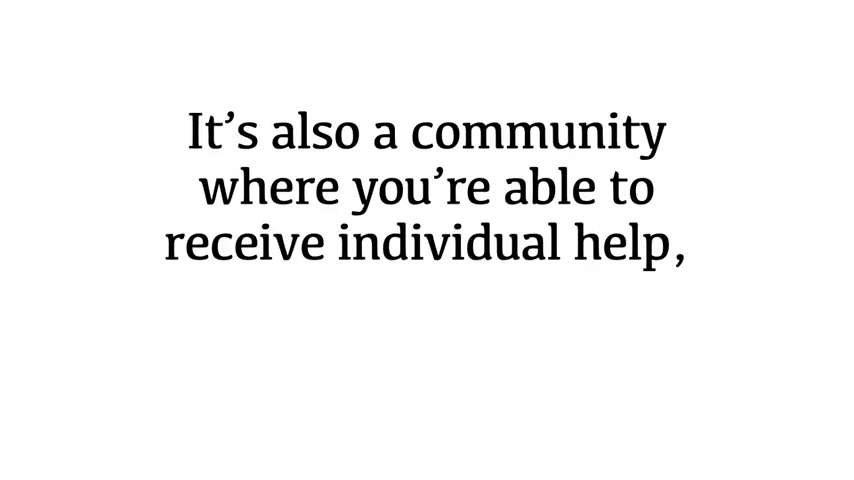 It’s also a community
where you’re able to
receive individual help,